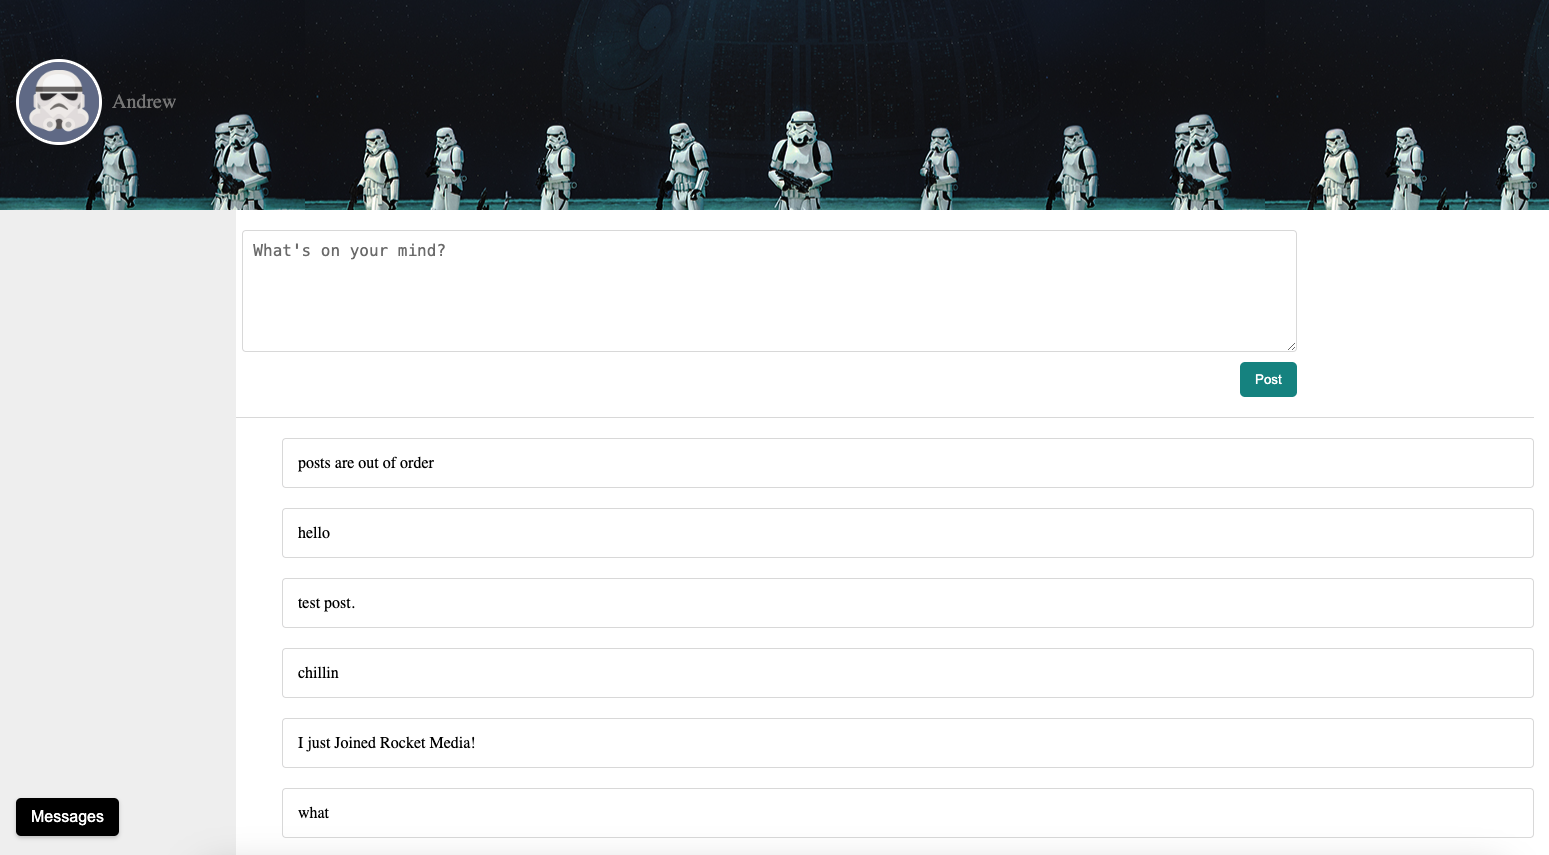 Andrew
What's on your mind?
Post
posts are out of order
hello
test post.
chillin
I just Joined Rocket Media!
what
Messages